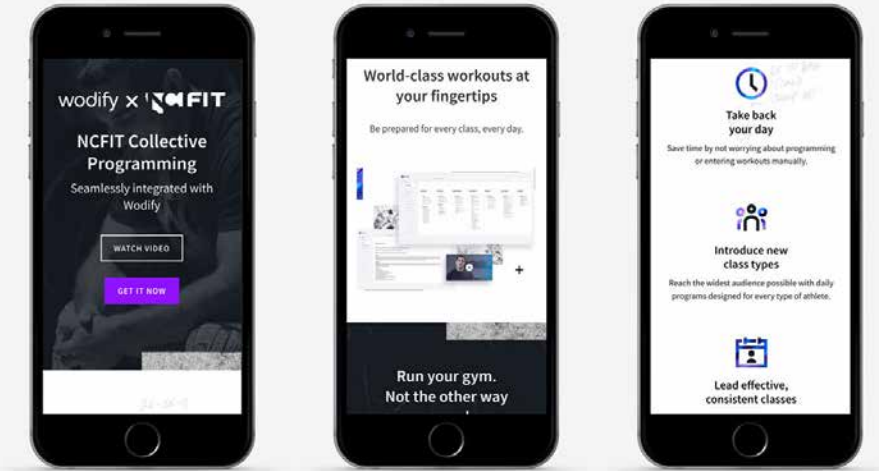 wodify x NCFIT
NCFIT Collective
Programming
Seamlessly integrated with
Wodify
WATCH VIDEO
GET IT NOW
World-class workouts at
your fingertips
Be prepared for every class, every day.
+
Run your gym.
Not the other way
Take back
your day
Save time by not worrying about programming
or entering workouts manually.
Introduce new
class types
Reach the widest audience possible with daily
programs designed for every type of athlete.
Lead effective,
consistent classes